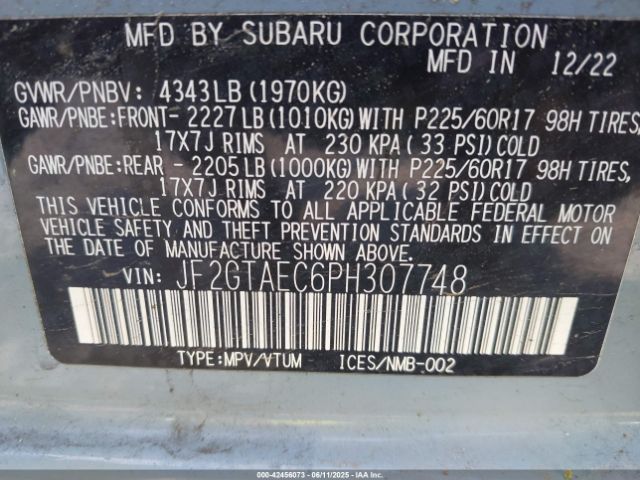 MFD BY SUBARU CORPORATION
MFD IN 12/22
GVWR/PNBV: 4343LB (1970KG)
GAWR/PNBE:FRONT- 2227LB(1010KG)WITH P225/60R17 98H TIRES,
17X7J RIMS AT 230 KPA(33 PSI)COLD
GAWR/PNBE:REAR - 2205LB(1000KG)WITH P225/60R17 98H TIRES,
17X7J RIMS AT 220 KPA(32 PSI)COLD
THIS VEHICLE CONFORMS TO ALL APPLICABLE FEDERAL MOTOR
VEHICLE SAFETY AND THEFT PREVENTION STANDARDS IN EFFECT ON
THE DATE OF MANUFACTURE SHOWN ABOVE.
VIN: JF2GTAEC6PH307748
TYPE:MPV/VTUM ICES/NMB-002
000-42456073 - 06/11/2025 - IAAI.COM